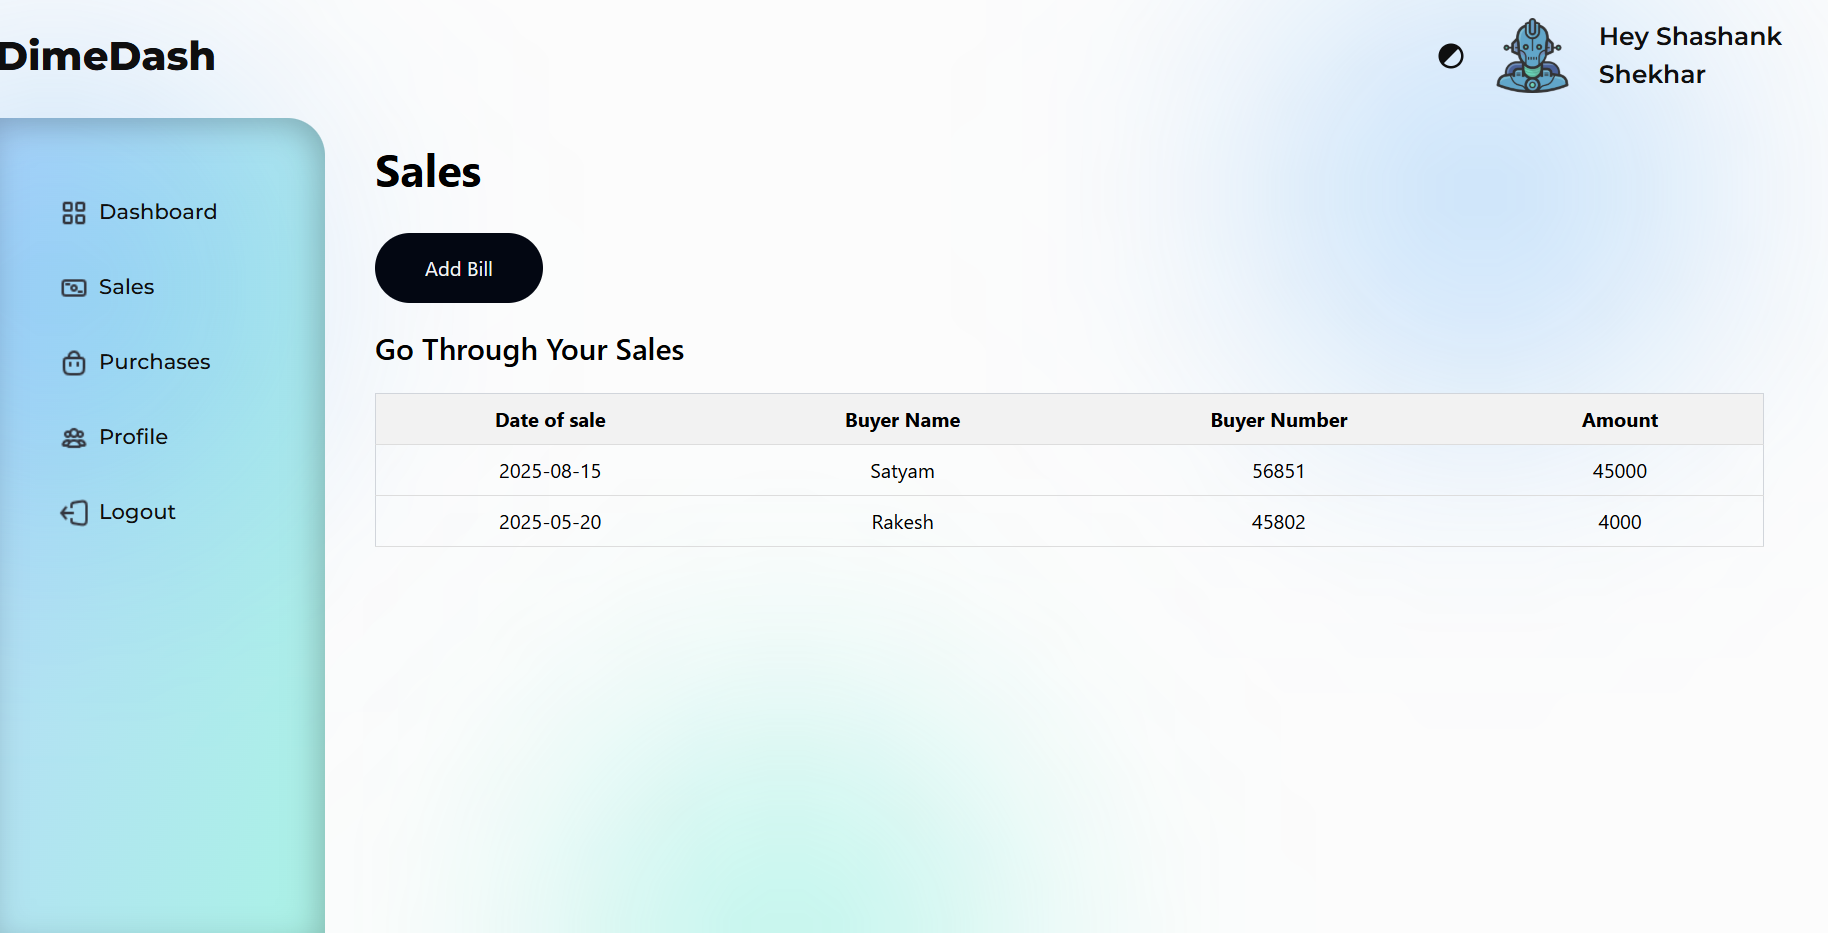 DimeDash
Hey Shashank
Shekhar
Dashboard
Sales
Purchases
Profile
Logout
Sales
Add Bill
Go Through Your Sales
Date of sale Buyer Name Buyer Number Amount
2025-08-15 Satyam 56851 45000
2025-05-20 Rakesh 45802 4000